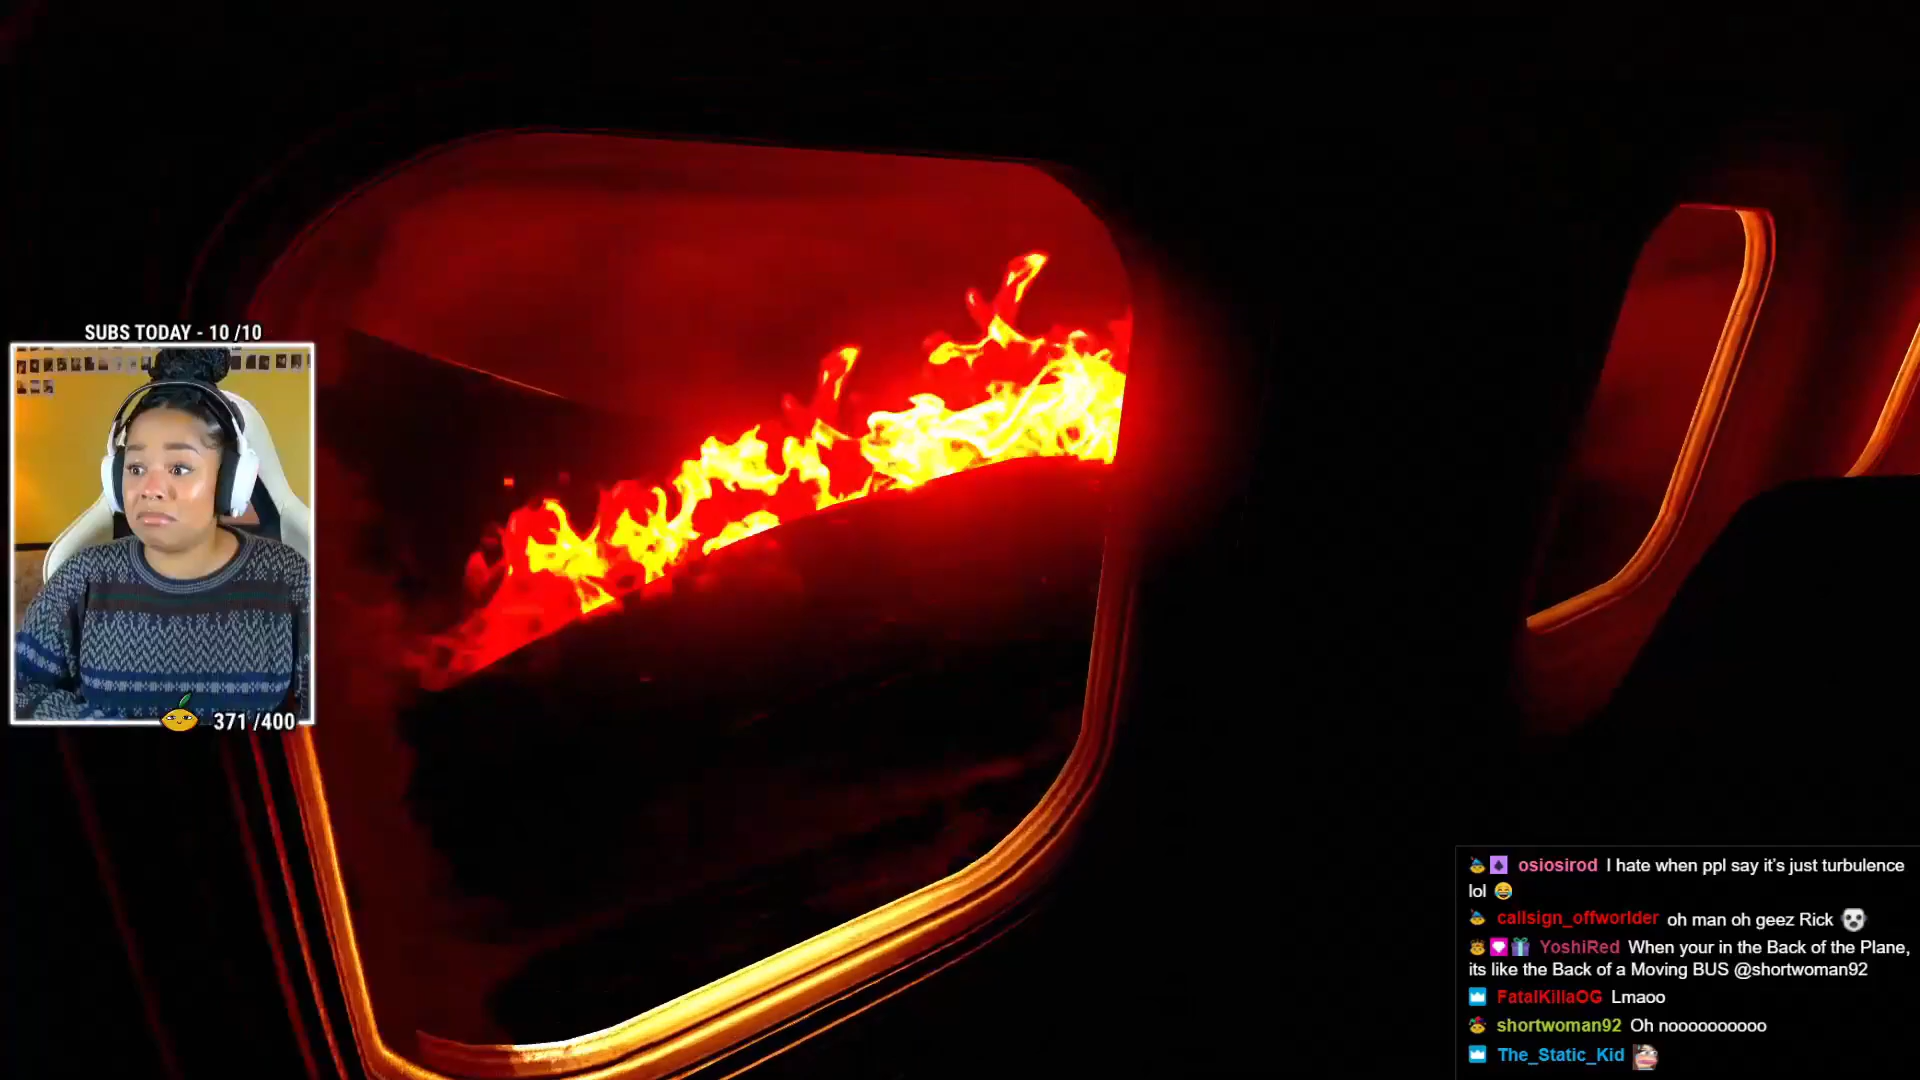 SUBS TODAY - 10 /10
371 /400
osiosirod I hate when ppl say it's just turbulence
lol
callsign_offworlder oh man oh geez Rick
YoshiRed When your in the Back of the Plane,
its like the Back of a Moving BUS @shortwoman92
FatalKillaOG Lmaoo
shortwoman92 Oh noooooooooo
The_Static_Kid